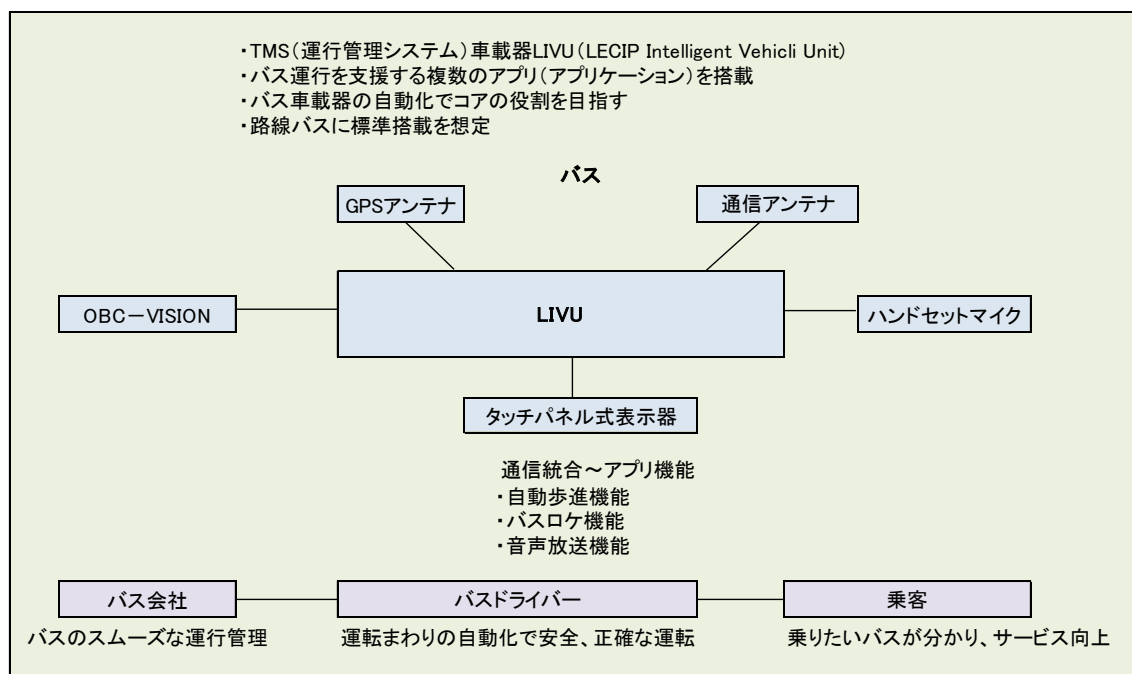 ・TMS(運行管理システム)車載器LIVU(LECIP Intelligent Vehicli Unit)
・バス運行を支援する複数のアプリ(アプリケーション)を搭載
・バス車載器の自動化でコアの役割を目指す
・路線バスに標準搭載を想定
バス
GPSアンテナ
通信アンテナ
OBC－VISION
LIVU
ハンドセットマイク
タッチパネル式表示器
通信統合～アプリ機能
・自動歩進機能
・バスロケ機能
・音声放送機能
バス会社
バスドライバー
乗客
バスのスムーズな運行管理
運転まわりの自動化で安全、正確な運転
乗りたいバスが分かり、サービス向上